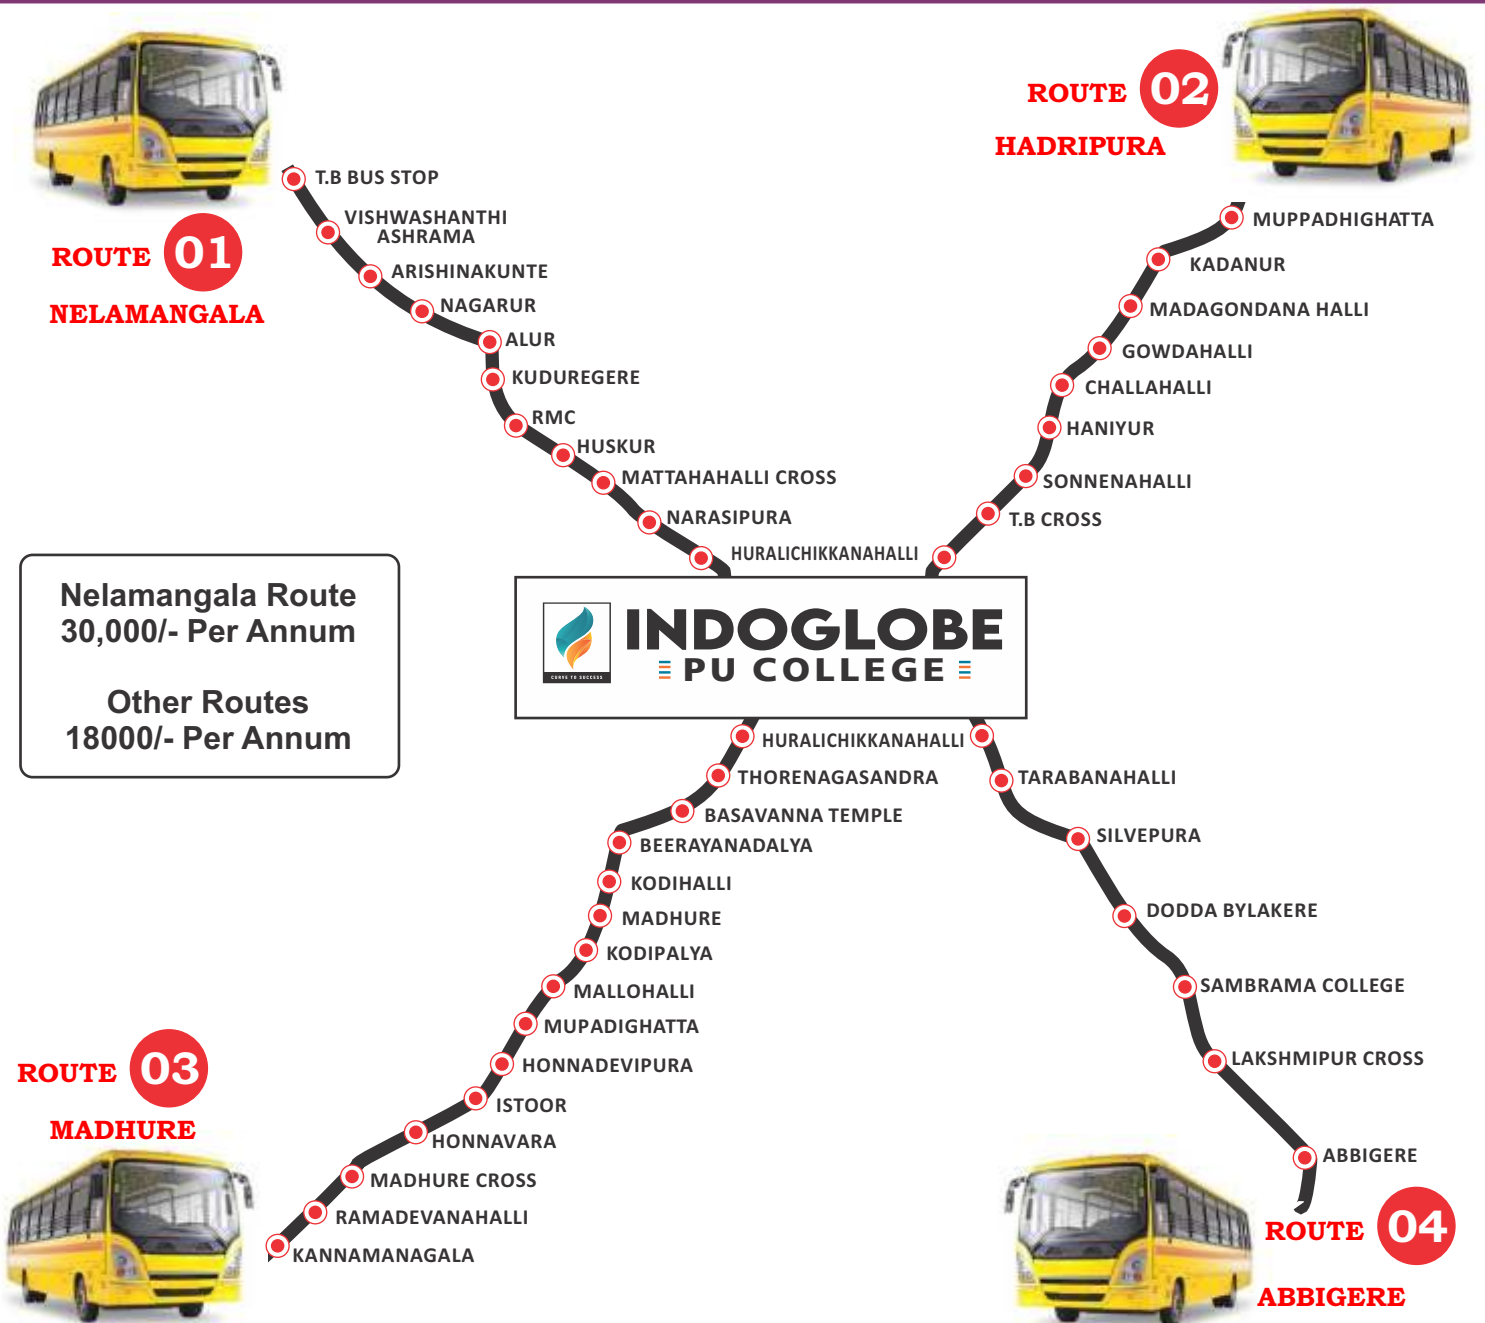 ROUTE 01
NELAMANGALA
T.B BUS STOP
VISHWASHANTHI
ASHRAMA
ARISHINAKUNTE
NAGARUR
ALUR
KUDUREGERE
RMC
HUSKUR
MATTAHAHALLI CROSS
NARASIPURA
HURALICHIKKANAHALLI
ROUTE 02
HADRIPURA
MUPPADHIGHATTA
KADANUR
MADAGONDANA HALLI
GOWDAHALLI
CHALLAHALLI
HANIYUR
SONNENAHALLI
T.B CROSS
Nelamangala Route
30,000/- Per Annum
Other Routes
18000/- Per Annum
CURVE TO SUCCESS
INDOGLOBE
PU COLLEGE
HURALICHIKKANAHALLI
THORENAGASANDRA
BASAVANNA TEMPLE
BEERAYANADALYA
KODIHALLI
MADHURE
KODIPALYA
MALLOHALLI
MUPADIGHATTA
HONNADEVIPURA
ISTOOR
HONNAVARA
MADHURE CROSS
RAMADEVANAHALLI
KANNAMANAGALA
ROUTE 03
MADHURE
TARABANAHALLI
SILVEPURA
DODDA BYLAKERE
SAMBRAMA COLLEGE
LAKSHMIPUR CROSS
ABBIGERE
ROUTE 04
ABBIGERE